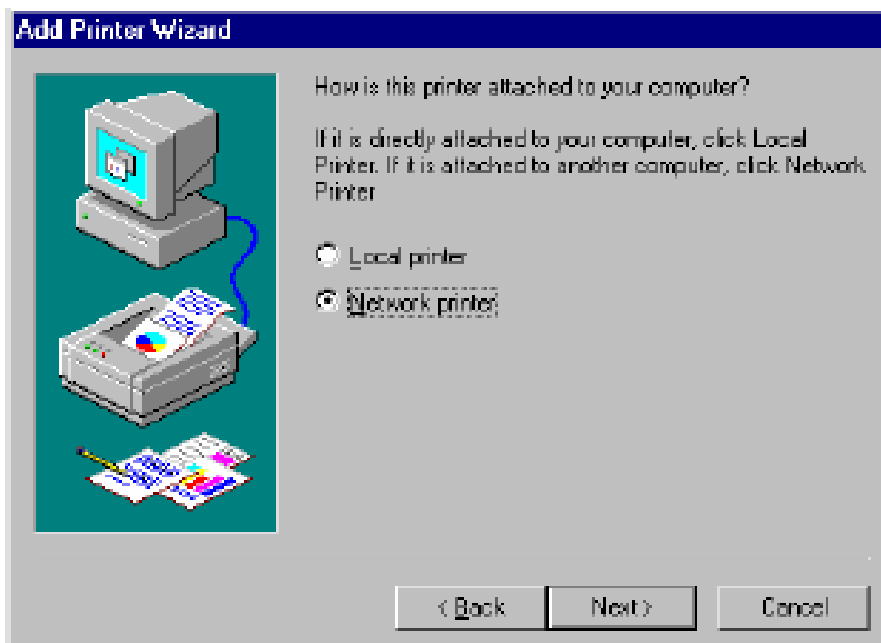 Add Printer Wizard
How is this printer attached to your computer?
If it is directly attached to your computer, click Local
Printer. If it is attached to another computer, click Network
Printer
Local printer
Network printer
< Back
Next >
Cancel